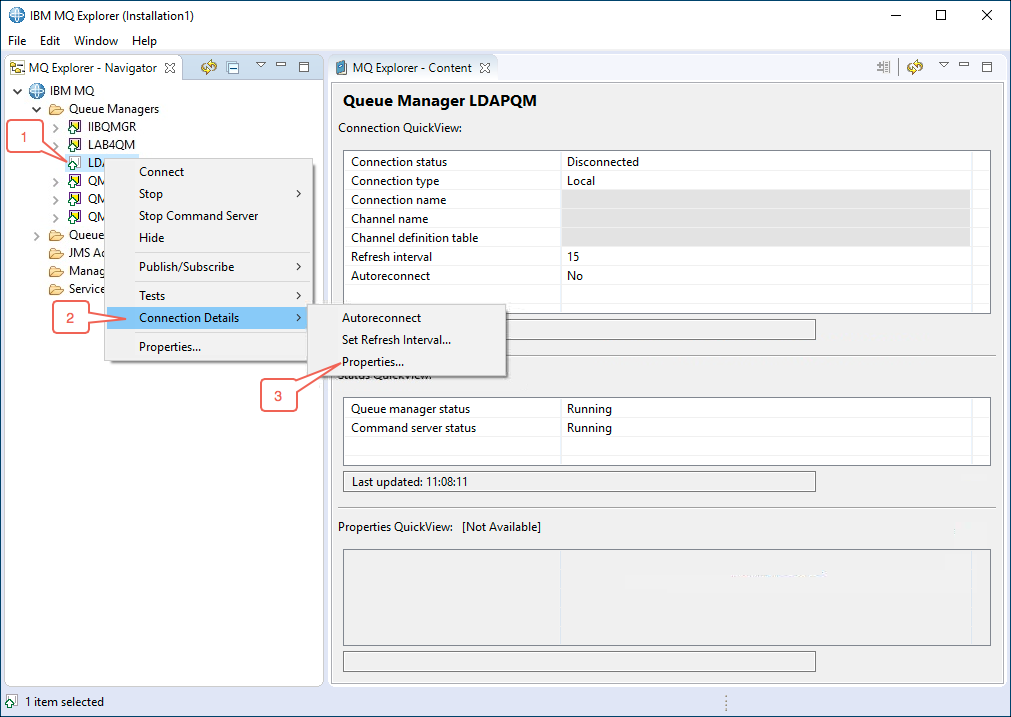 IBM MQ Explorer (Installation1)
File Edit Window Help
MQ Explorer - Navigator
IBM MQ
Queue Managers
IIBQMGR
LAB4QM
LDA
QM
QM
QM
Queue
JMS Ad
Manag
Service
1
Connect
Stop
Stop Command Server
Hide
Publish/Subscribe
Tests
2
Connection Details
Properties...
Autoreconnect
Set Refresh Interval...
Properties...
3
MQ Explorer - Content
Queue Manager LDAPQM
Connection QuickView:
Connection status Disconnected
Connection type Local
Connection name
Channel name
Channel definition table
Refresh interval 15
Autoreconnect No
Status QuickView:
Queue manager status Running
Command server status Running
Last updated: 11:08:11
Properties QuickView: [Not Available]
1 item selected